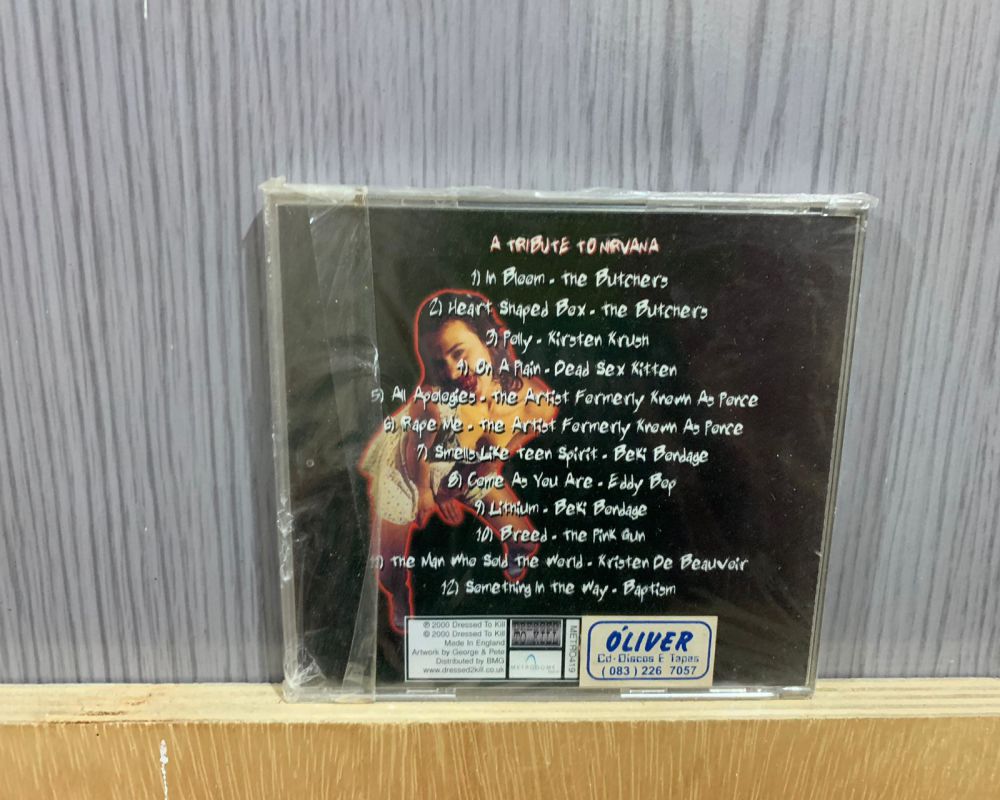 A TRIBUTE TO NIRVANA
1) In Bloom - The Butchers
2) Heart Shaped Box - The Butchers
3) Polly - Kirsten Krush
4) On A Plain - Dead Sex Kitten
5) All Apologies - The Artist Formerly Known As Ponce
6) Rape Me - The Artist Formerly Known As Ponce
7) Smells Like Teen Spirit - Beki Bondage
8) Come As You Are - Eddy Bop
9) Lithium - Beki Bondage
10) Breed - The Pink Gun
11) The Man Who Sold The World - Kristen De Beauvoir
12) Something In The Way - Baptism
℗ 2000 Dressed To Kill
© 2000 Dressed To Kill
Made In England
Artwork by George & Pete
Distributed by BMG
www.dressed2kill.co.uk
DRESSED
TO KILL
METRODOME
METRO419
ÓLIVER
Cd-Discos E Tapes
( 083 ) 226 7057